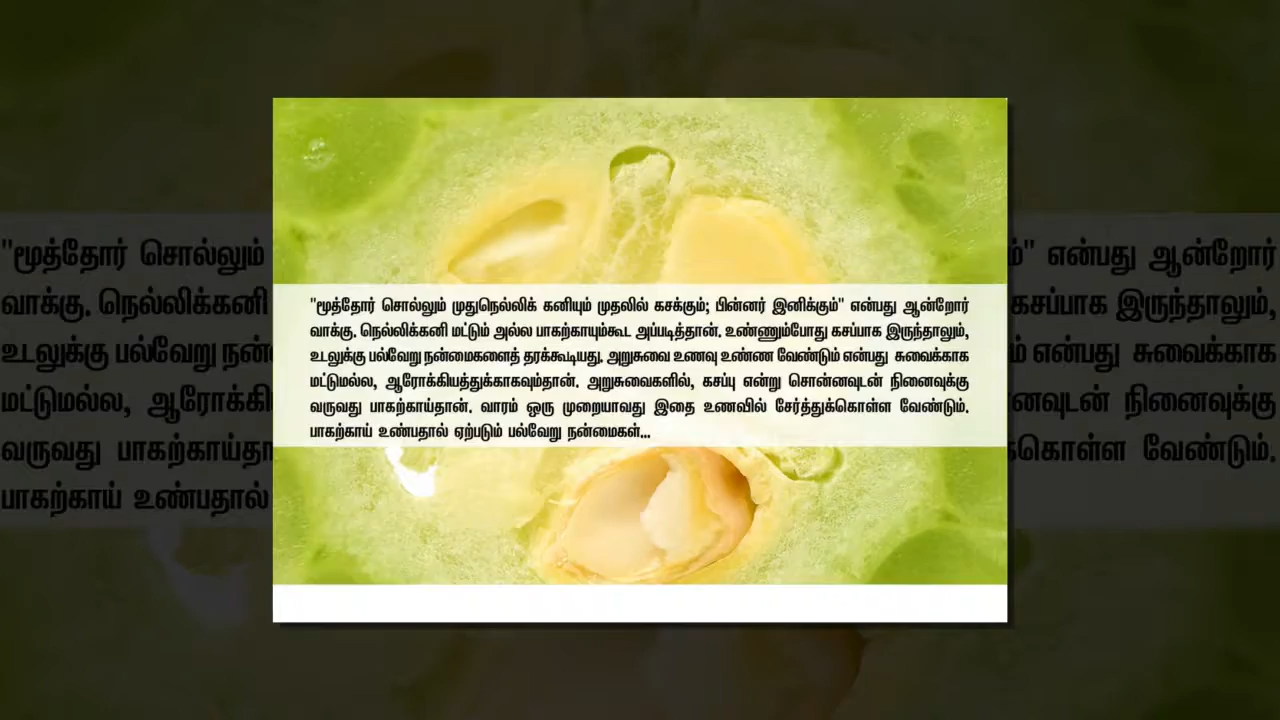 "மூத்தோர் சொல்லும் முதுநெல்லிக் கனியும் முதலில் கசக்கும்; பின்னர் இனிக்கும்" என்பது ஆன்றோர்
வாக்கு. நெல்லிக்கனி மட்டும் அல்ல பாகற்காயும்கூட அப்படித்தான். உண்ணும்போது கசப்பாக இருந்தாலும்,
உடலுக்கு பல்வேறு நன்மைகளைத் தரக்கூடியது. அறுசுவை உணவு உண்ண வேண்டும் என்பது சுவைக்காக
மட்டுமல்ல, ஆரோக்கியத்துக்காகவும்தான். அறுசுவைகளில், கசப்பு என்று சொன்னவுடன் நினைவுக்கு
வருவது பாகற்காய்தான். வாரம் ஒரு முறையாவது இதை உணவில் சேர்த்துக்கொள்ள வேண்டும்.
பாகற்காய் உண்பதால் ஏற்படும் பல்வேறு நன்மைகள்...